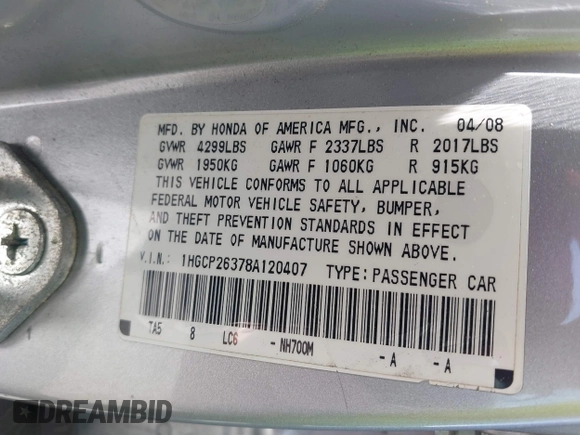 MFD. BY HONDA OF AMERICA MFG., INC. 04/08
GVWR 4299LBS GAWR F 2337LBS R 2017LBS
GVWR 1950KG GAWR F 1060KG R 915KG
THIS VEHICLE CONFORMS TO ALL APPLICABLE
FEDERAL MOTOR VEHICLE SAFETY, BUMPER,
AND THEFT PREVENTION STANDARDS IN EFFECT
ON THE DATE OF MANUFACTURE SHOWN ABOVE.
V.I.N.: 1HGCP26378A120407 TYPE:PASSENGER CAR
TA5 8 LC6 - NH700M - A - A
DREAMBID